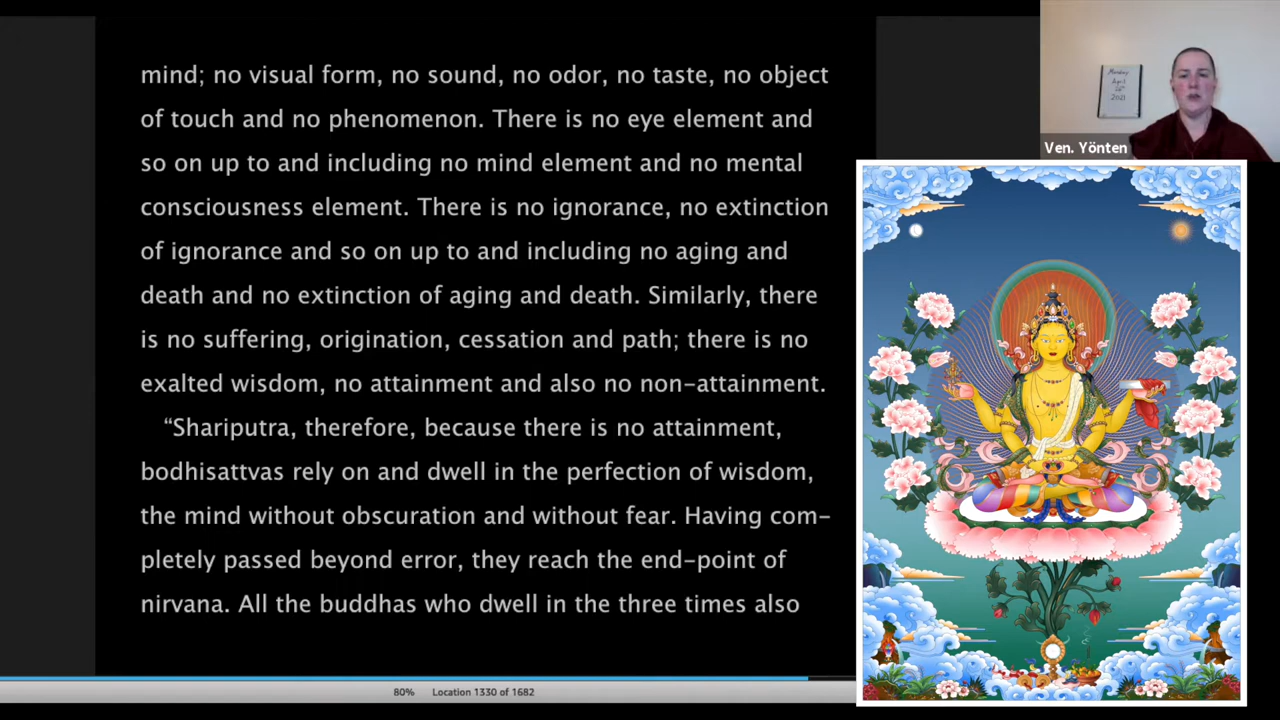 mind; no visual form, no sound, no odor, no taste, no object
of touch and no phenomenon. There is no eye element and
so on up to and including no mind element and no mental
consciousness element. There is no ignorance, no extinction
of ignorance and so on up to and including no aging and
death and no extinction of aging and death. Similarly, there
is no suffering, origination, cessation and path; there is no
exalted wisdom, no attainment and also no non-attainment.
“Shariputra, therefore, because there is no attainment,
bodhisattvas rely on and dwell in the perfection of wisdom,
the mind without obscuration and without fear. Having com-
pletely passed beyond error, they reach the end-point of
nirvana. All the buddhas who dwell in the three times also
80% Location 1330 of 1682
Monday
April
2021
Ven. Yönten